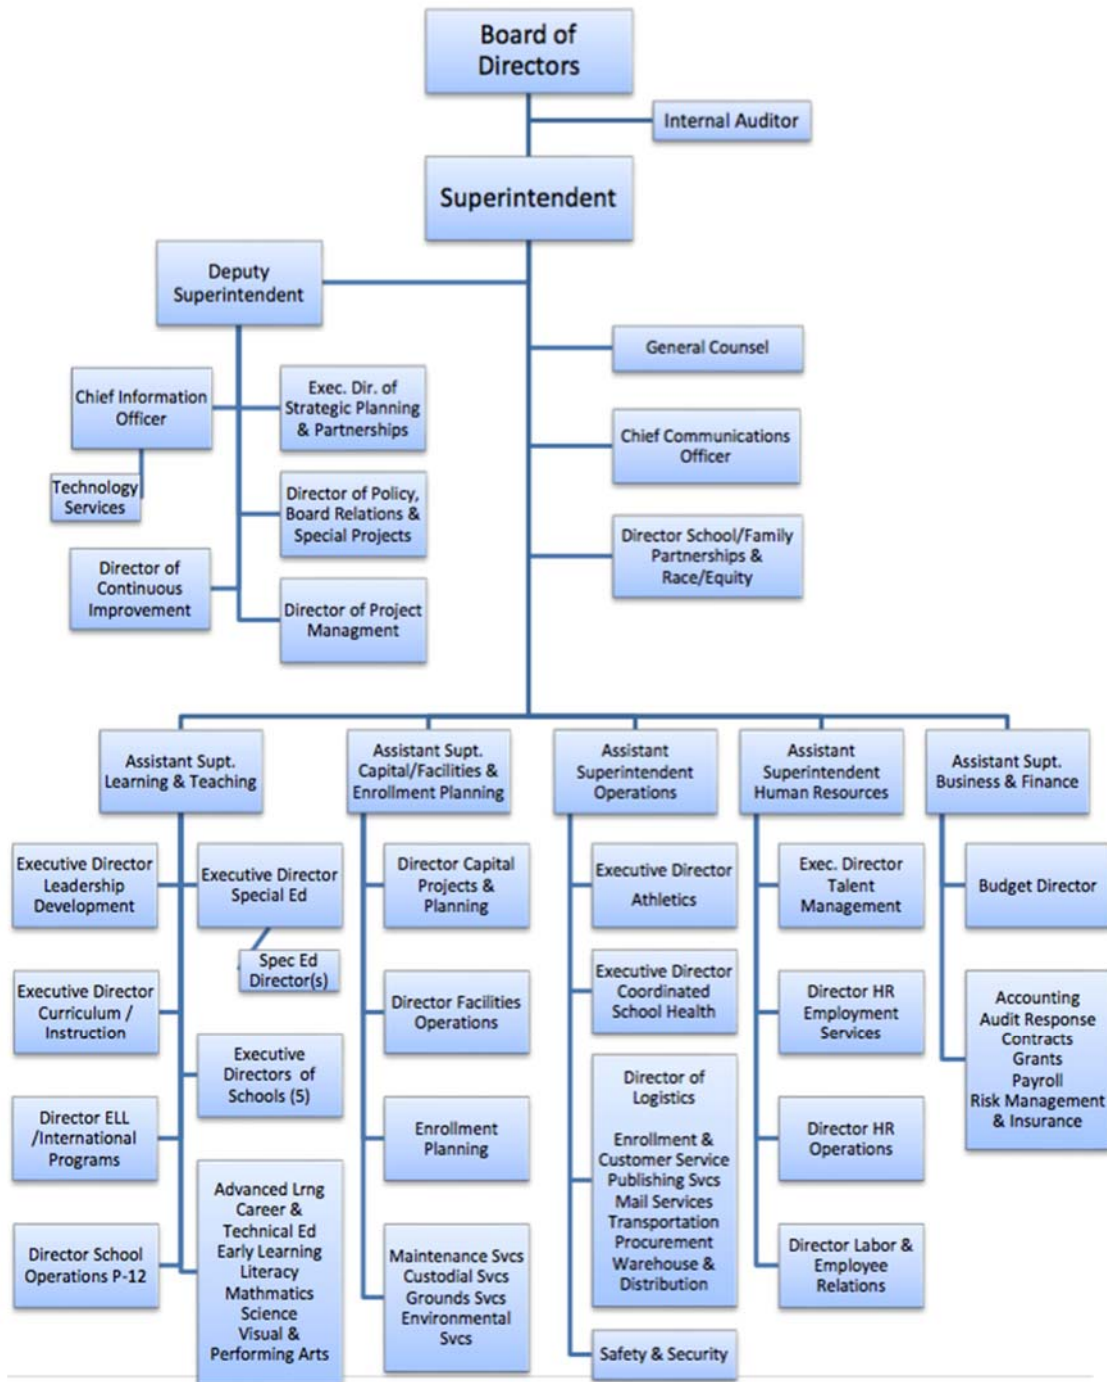 Board of
Directors
Internal Auditor
Superintendent
Deputy
Superintendent
General Counsel
Chief Information
Officer
Exec. Dir. of
Strategic Planning
& Partnerships
Chief Communications
Officer
Technology
Services
Director of Policy,
Board Relations &
Special Projects
Director School/Family
Partnerships &
Race/Equity
Director of
Continuous
Improvement
Director of Project
Managment
Assistant Supt.
Learning & Teaching
Assistant Supt.
Capital/Facilities &
Enrollment Planning
Assistant
Superintendent
Operations
Assistant
Superintendent
Human Resources
Assistant Supt.
Business & Finance
Executive Director
Leadership
Development
Executive Director
Special Ed
Spec Ed
Director(s)
Executive Director
Curriculum /
Instruction
Executive
Directors of
Schools (5)
Director ELL
/International
Programs
Advanced Lrng
Career &
Technical Ed
Early Learning
Literacy
Mathmatics
Science
Visual &
Performing Arts
Director School
Operations P-12
Director Capital
Projects &
Planning
Director Facilities
Operations
Enrollment
Planning
Maintenance Svcs
Custodial Svcs
Grounds Svcs
Environmental
Svcs
Executive Director
Athletics
Executive Director
Coordinated
School Health
Director of
Logistics
Enrollment &
Customer Service
Publishing Svcs
Mail Services
Transportation
Procurement
Warehouse &
Distribution
Safety & Security
Exec. Director
Talent
Management
Director HR
Employment
Services
Director HR
Operations
Director Labor &
Employee
Relations
Budget Director
Accounting
Audit Response
Contracts
Grants
Payroll
Risk Management
& Insurance